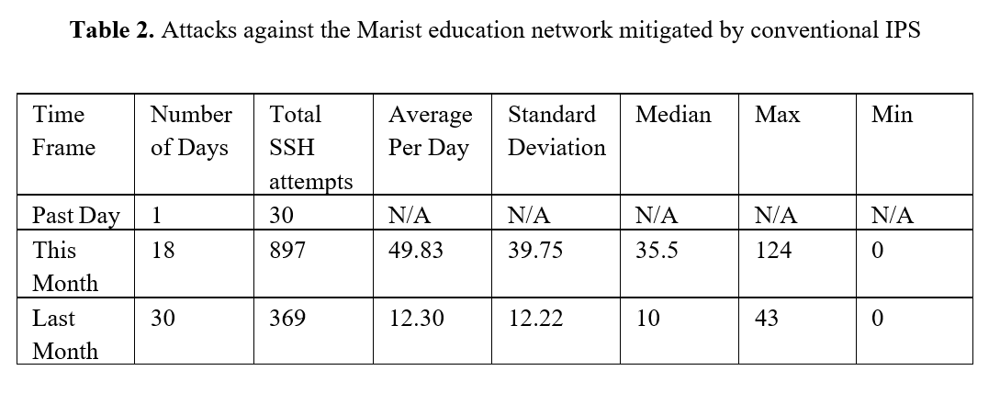 Table 2. Attacks against the Marist education network mitigated by conventional IPS
Time Frame | Number of Days | Total SSH attempts | Average Per Day | Standard Deviation | Median | Max | Min
Past Day | 1 | 30 | N/A | N/A | N/A | N/A | N/A
This Month | 18 | 897 | 49.83 | 39.75 | 35.5 | 124 | 0
Last Month | 30 | 369 | 12.30 | 12.22 | 10 | 43 | 0